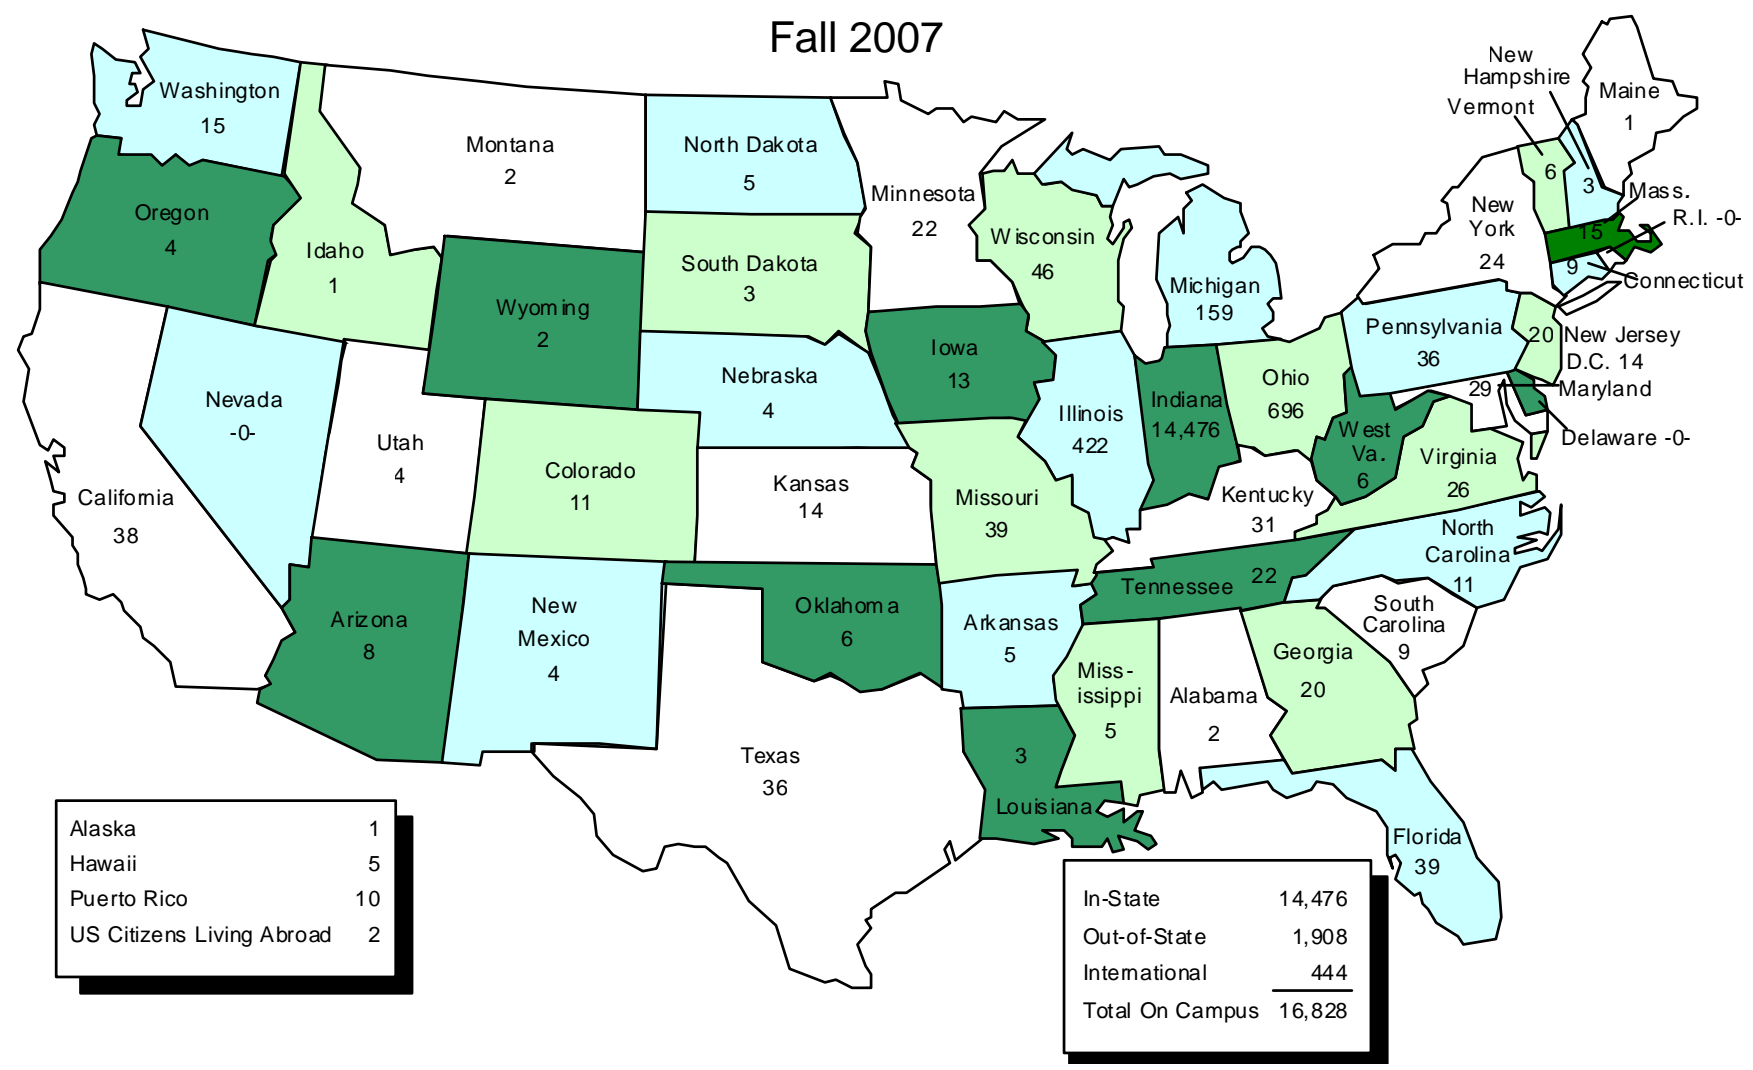 Fall 2007
Washington
15
Oregon
4
California
38
Nevada
-0-
Idaho
1
Montana
2
Wyoming
2
Utah
4
Arizona
8
Colorado
11
New
Mexico
4
North Dakota
5
South Dakota
3
Nebraska
4
Kansas
14
Oklahoma
6
Texas
36
Minnesota
22
Iowa
13
Missouri
39
Arkansas
5
3
Louisiana
Wisconsin
46
Illinois
422
Michigan
159
Indiana
14,476
Ohio
696
Kentucky
31
Tennessee 22
Miss-
issippi
5
Alabama
2
Georgia
20
Florida
39
South
Carolina
9
North
Carolina
11
Virginia
26
West
Va.
6
Pennsylvania
36
New
York
24
New
Hampshire
3
Vermont
6
Maine
1
Mass.
15
R.I. -0-
Connecticut
9
20 New Jersey
D.C. 14
29 Maryland
Delaware -0-
Alaska 1
Hawaii 5
Puerto Rico 10
US Citizens Living Abroad 2
In-State 14,476
Out-of-State 1,908
International 444
Total On Campus 16,828